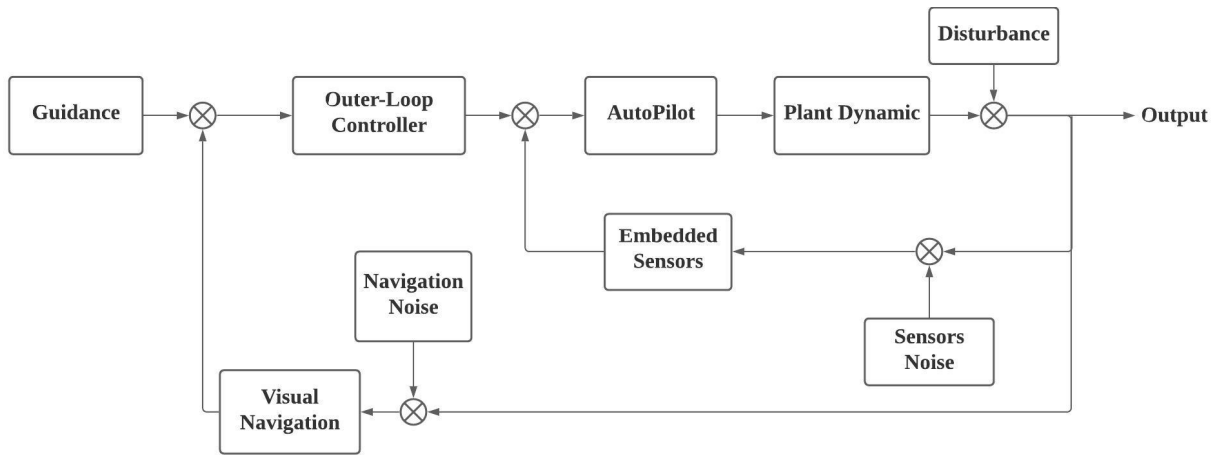 Disturbance
Guidance
Outer-Loop
Controller
AutoPilot
Plant Dynamic
Output
Embedded
Sensors
Navigation
Noise
Sensors
Noise
Visual
Navigation